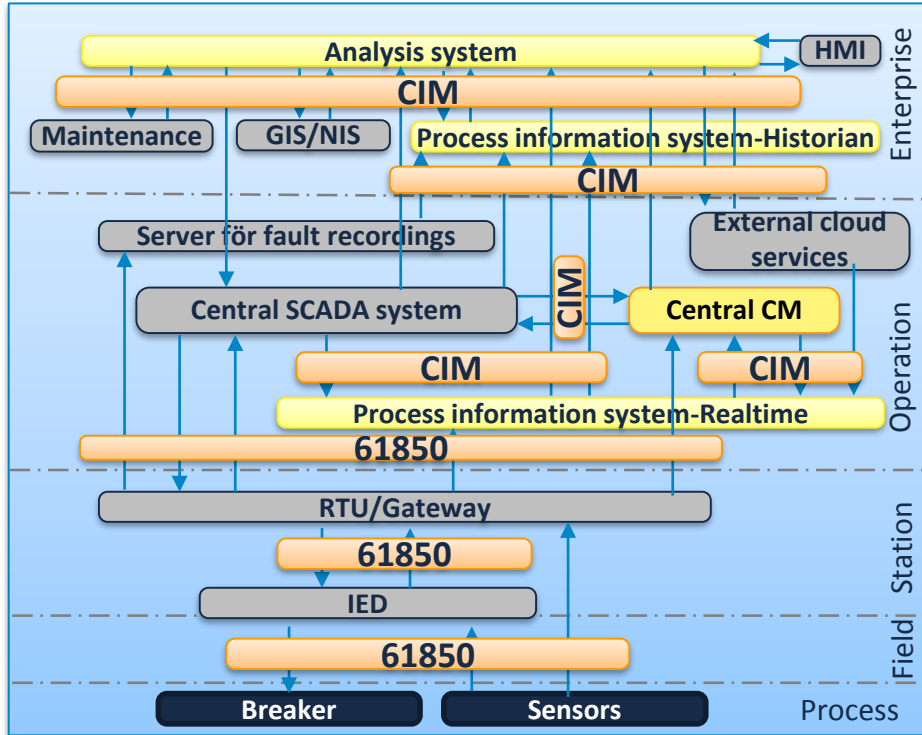 Analysis system
HMI
CIM
Maintenance
GIS/NIS
Process information system-Historian
CIM
Enterprise
Server för fault recordings
External cloud
services
Central SCADA system
CIM
Central CM
CIM
CIM
Process information system-Realtime
61850
Operation
RTU/Gateway
61850
IED
Station
61850
Field
Breaker
Sensors
Process